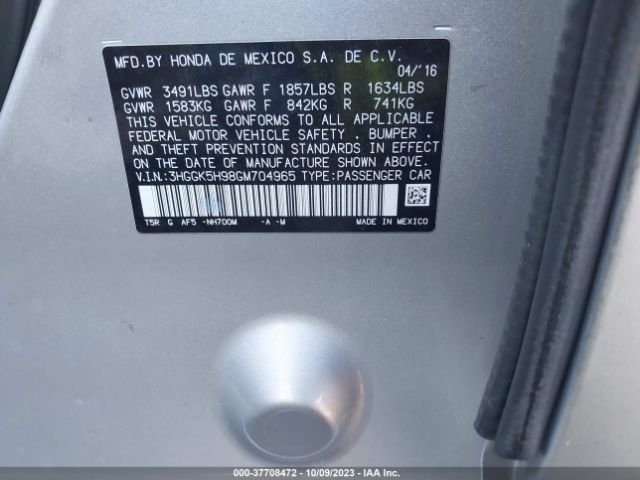 MFD.BY HONDA DE MEXICO S.A. DE C.V.
04/'16
GVWR 3491LBS GAWR F 1857LBS R 1634LBS
GVWR 1583KG GAWR F 842KG R 741KG
THIS VEHICLE CONFORMS TO ALL APPLICABLE
FEDERAL MOTOR VEHICLE SAFETY , BUMPER ,
AND THEFT PREVENTION STANDARDS IN EFFECT
ON THE DATE OF MANUFACTURE SHOWN ABOVE.
V.I.N.:3HGGK5H98GM704965 TYPE:PASSENGER CAR
T5R G AF5 -NH700M -A -M MADE IN MEXICO
000-37708472 - 10/09/2023 - IAAI.COM